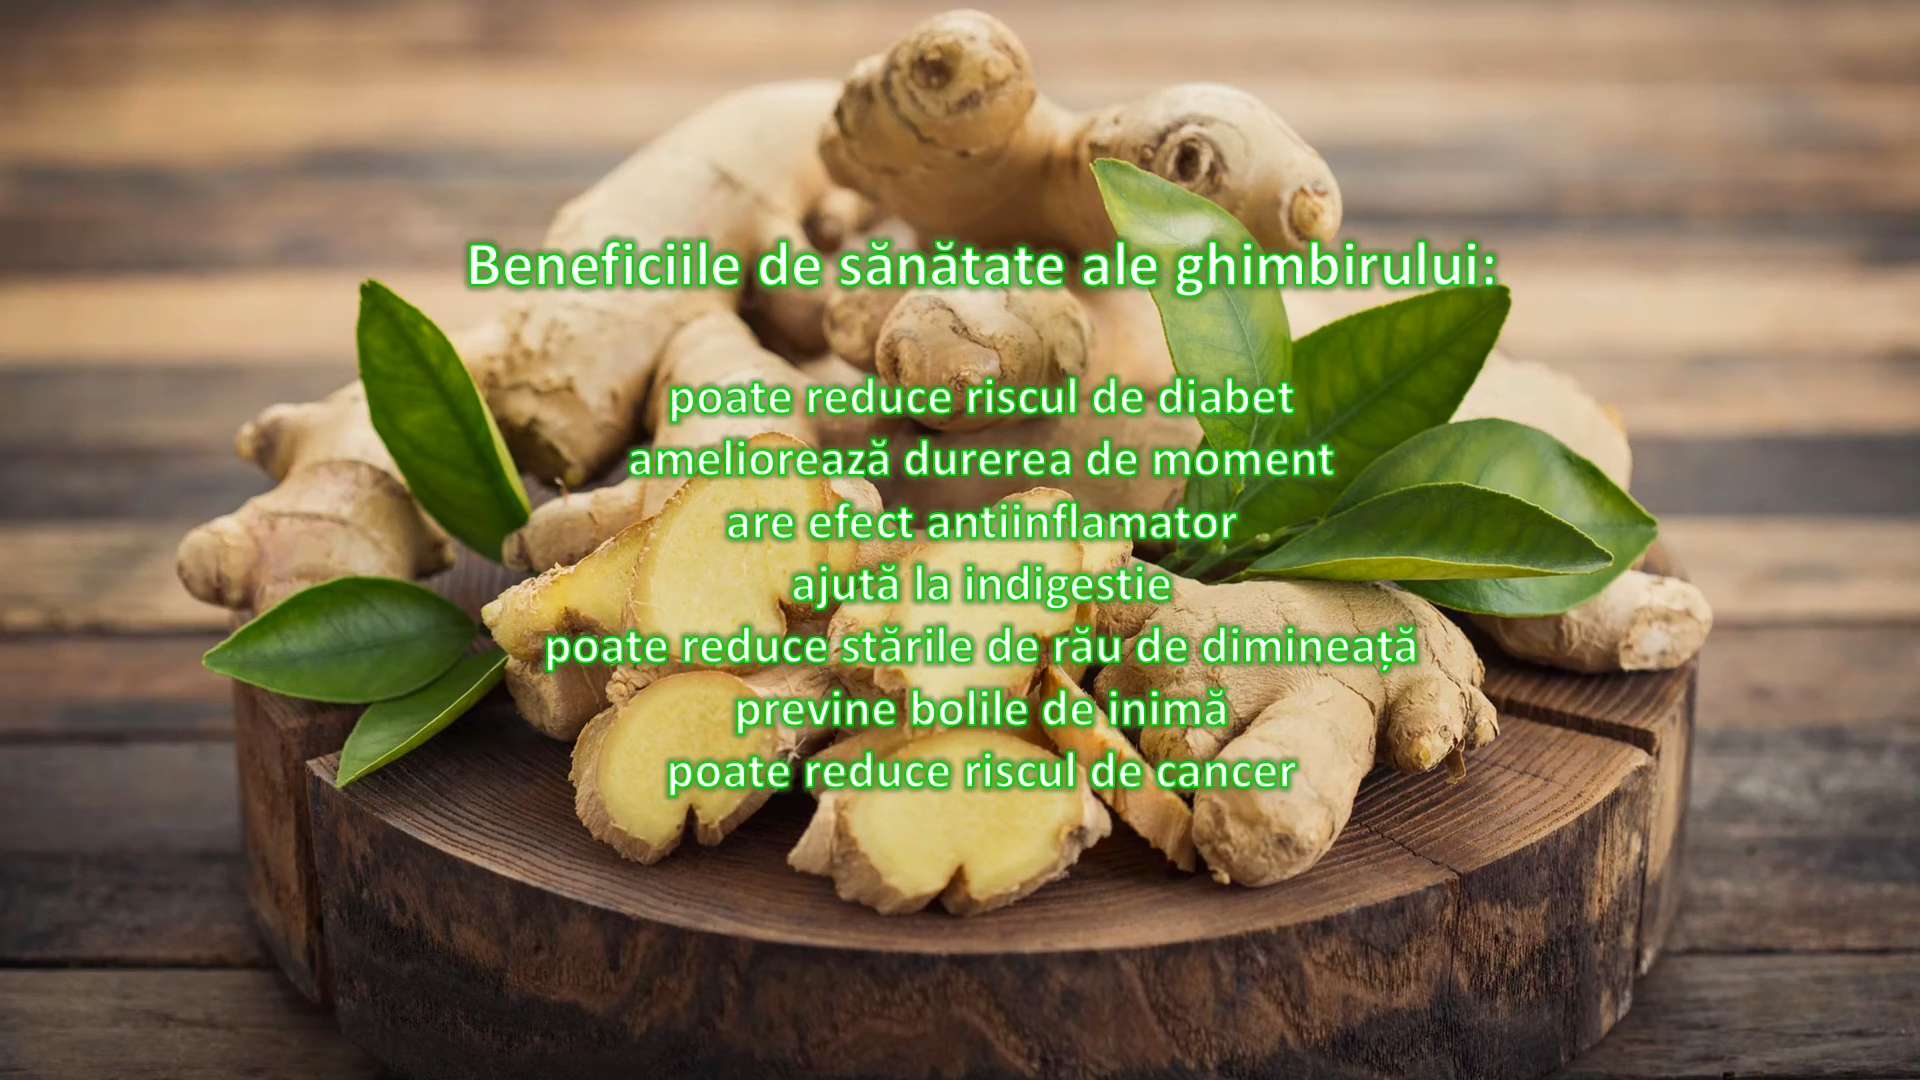 Beneficiile de sănătate ale ghimbirului:
poate reduce riscul de diabet
ameliorează durerea de moment
are efect antiinflamator
ajută la indigestie
poate reduce stările de rău de dimineață
previne bolile de inimă
poate reduce riscul de cancer